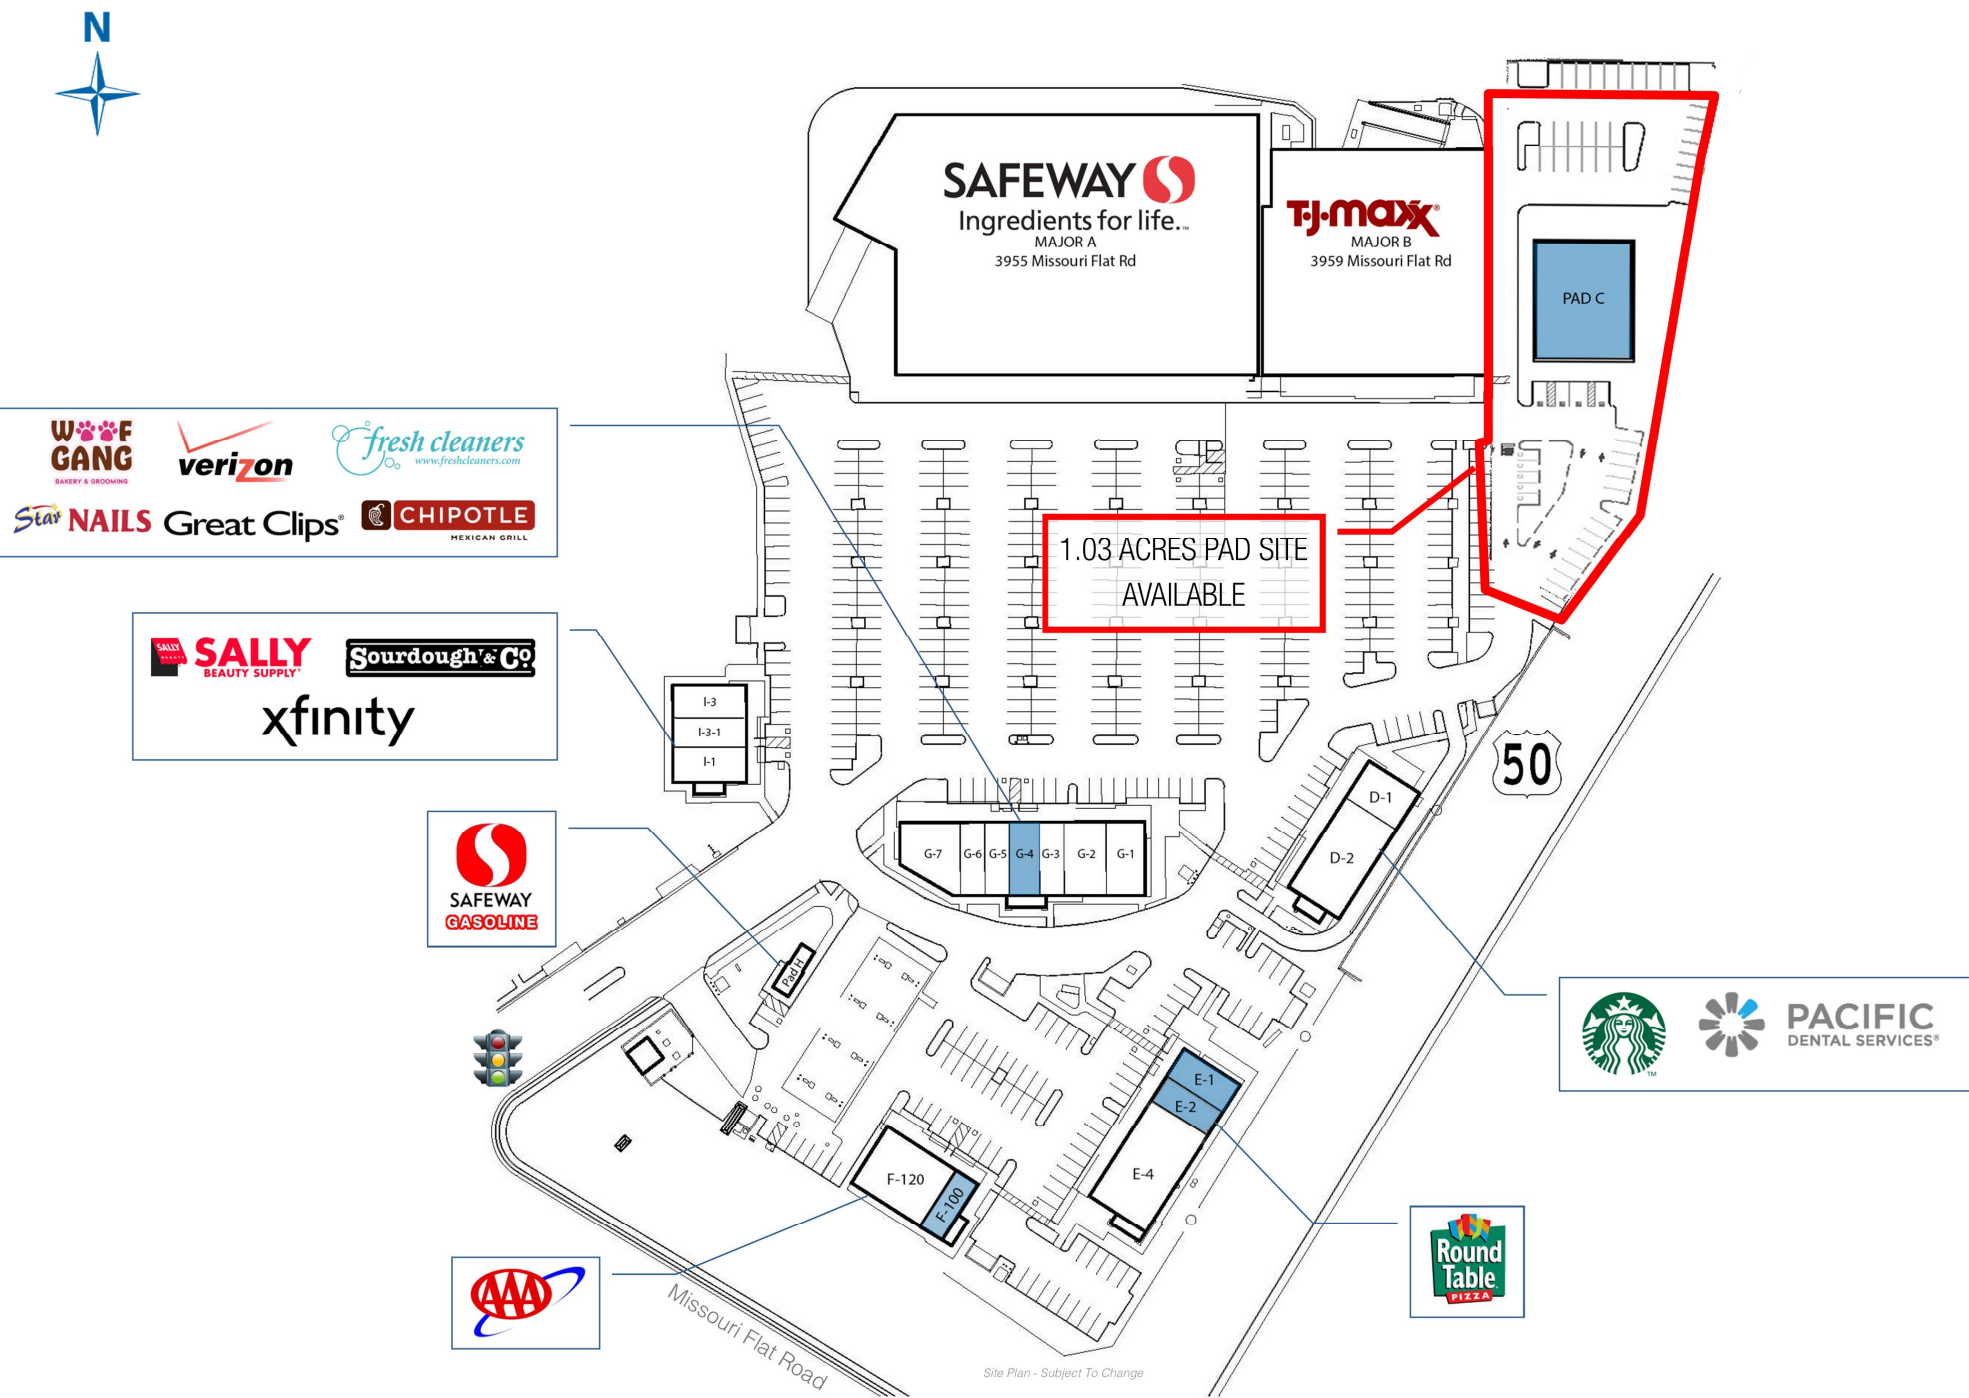 N
SAFEWAY
Ingredients for life.™
MAJOR A
3955 Missouri Flat Rd
T·J·maxx®
MAJOR B
3959 Missouri Flat Rd
PAD C
WOOF
GANG
BAKERY & GROOMING
verizon
fresh cleaners
www.freshcleaners.com
Star NAILS
Great Clips®
CHIPOTLE
MEXICAN GRILL
1.03 ACRES PAD SITE
AVAILABLE
SALLY
SALLY
BEAUTY SUPPLY®
Sourdough & Co
xfinity
I-3
I-3-1
I-1
50
D-1
D-2
G-7
G-6
G-5
G-4
G-3
G-2
G-1
SAFEWAY
GASOLINE
Pad H
TM
PACIFIC
DENTAL SERVICES®
E-1
E-2
E-4
F-120
F-100
AAA
Round
Table
PIZZA
Missouri Flat Road
Site Plan - Subject To Change